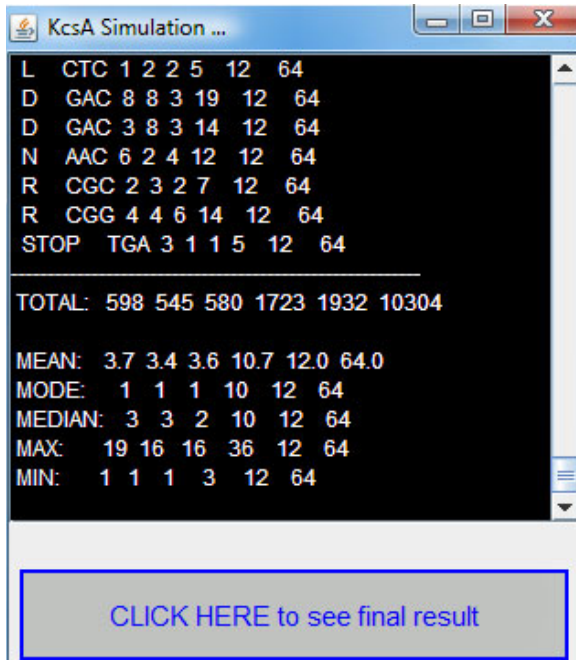 KcsA Simulation ...
L CTC 1 2 2 5 12 64
D GAC 8 8 3 19 12 64
D GAC 3 8 3 14 12 64
N AAC 6 2 4 12 12 64
R CGC 2 3 2 7 12 64
R CGG 4 4 6 14 12 64
STOP TGA 3 1 1 5 12 64
TOTAL: 598 545 580 1723 1932 10304
MEAN: 3.7 3.4 3.6 10.7 12.0 64.0
MODE: 1 1 1 10 12 64
MEDIAN: 3 3 2 10 12 64
MAX: 19 16 16 36 12 64
MIN: 1 1 1 3 12 64
CLICK HERE to see final result